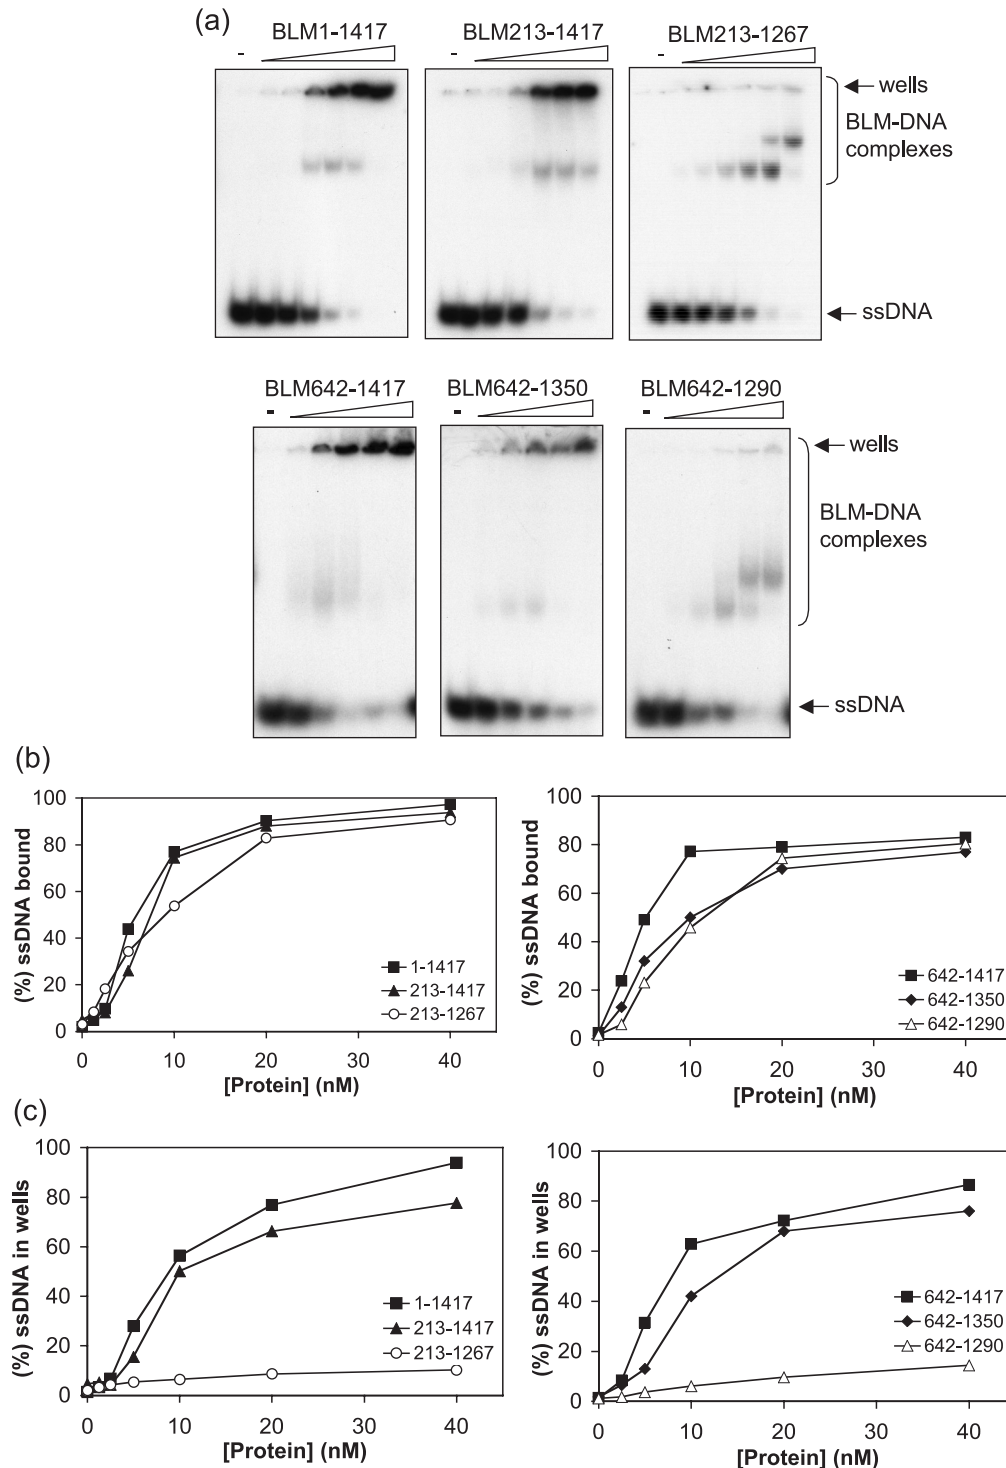 (a)
BLM1-1417
BLM213-1417
BLM213-1267
- - -
wells
BLM-DNA
complexes
ssDNA
BLM642-1417
BLM642-1350
BLM642-1290
- - -
wells
BLM-DNA
complexes
ssDNA
(b)
(%) ssDNA bound
100
80
60
40
20
0
0 10 20 30 40
[Protein] (nM)
1-1417
213-1417
213-1267
(%) ssDNA bound
100
80
60
40
20
0
0 10 20 30 40
[Protein] (nM)
642-1417
642-1350
642-1290
(c)
(%) ssDNA in wells
100
80
60
40
20
0
0 10 20 30 40
[Protein] (nM)
1-1417
213-1417
213-1267
(%) ssDNA in wells
100
80
60
40
20
0
0 10 20 30 40
[Protein] (nM)
642-1417
642-1350
642-1290